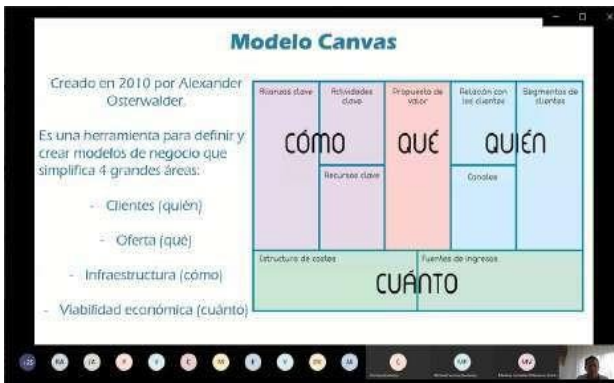 Modelo Canvas
Creado en 2010 por Alexander
Osterwalder.
Es una herramienta para definir y
crear modelos de negocio que
simplifica 4 grandes áreas:
- Clientes (quién)
- Oferta (qué)
- Infraestructura (cómo)
- Viabilidad económica (cuánto)
Alianzas clave
Actividades
clave
Propuesta de
valor
Relación con
los clientes
Segmentos de
clientes
CÓMO
QUÉ
QUIÉN
Recursos clave
Canales
Estructura de costes
Fuentes de ingresos
CUÁNTO